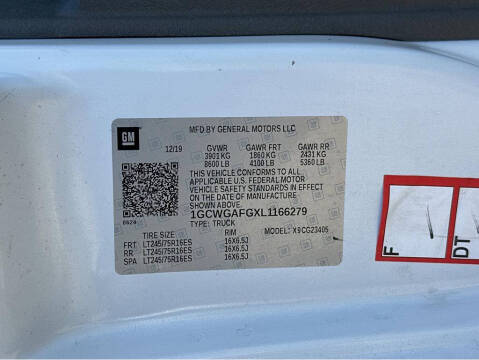 GM
MFD BY GENERAL MOTORS LLC
12/19 GVWR GAWR FRT GAWR RR
3901 KG 1860 KG 2431 KG
8600 LB 4100 LB 5360 LB
THIS VEHICLE CONFORMS TO ALL
APPLICABLE U.S. FEDERAL MOTOR
VEHICLE SAFETY STANDARDS IN EFFECT
ON THE DATE OF MANUFACTURE
SHOWN ABOVE.
1GCWGAFGXL1166279
TYPE: TRUCK
MODEL: X9CG23405
TIRE SIZE RIM
FRT LT245/75R16ES 16X6.5J
RR LT245/75R16ES 16X6.5J
SPA LT245/75R16ES 16X6.5J
F
DT